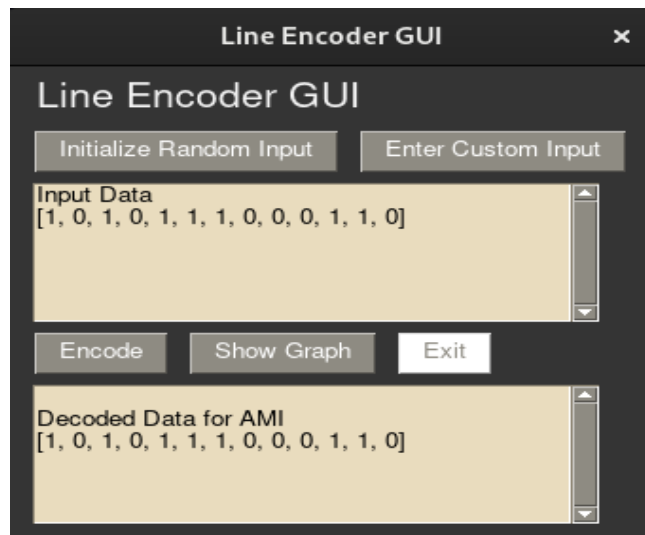 Line Encoder GUI
×
Line Encoder GUI
Initialize Random Input
Enter Custom Input
Input Data
[1, 0, 1, 0, 1, 1, 1, 0, 0, 0, 1, 1, 0]
Encode
Show Graph
Exit
Decoded Data for AMI
[1, 0, 1, 0, 1, 1, 1, 0, 0, 0, 1, 1, 0]